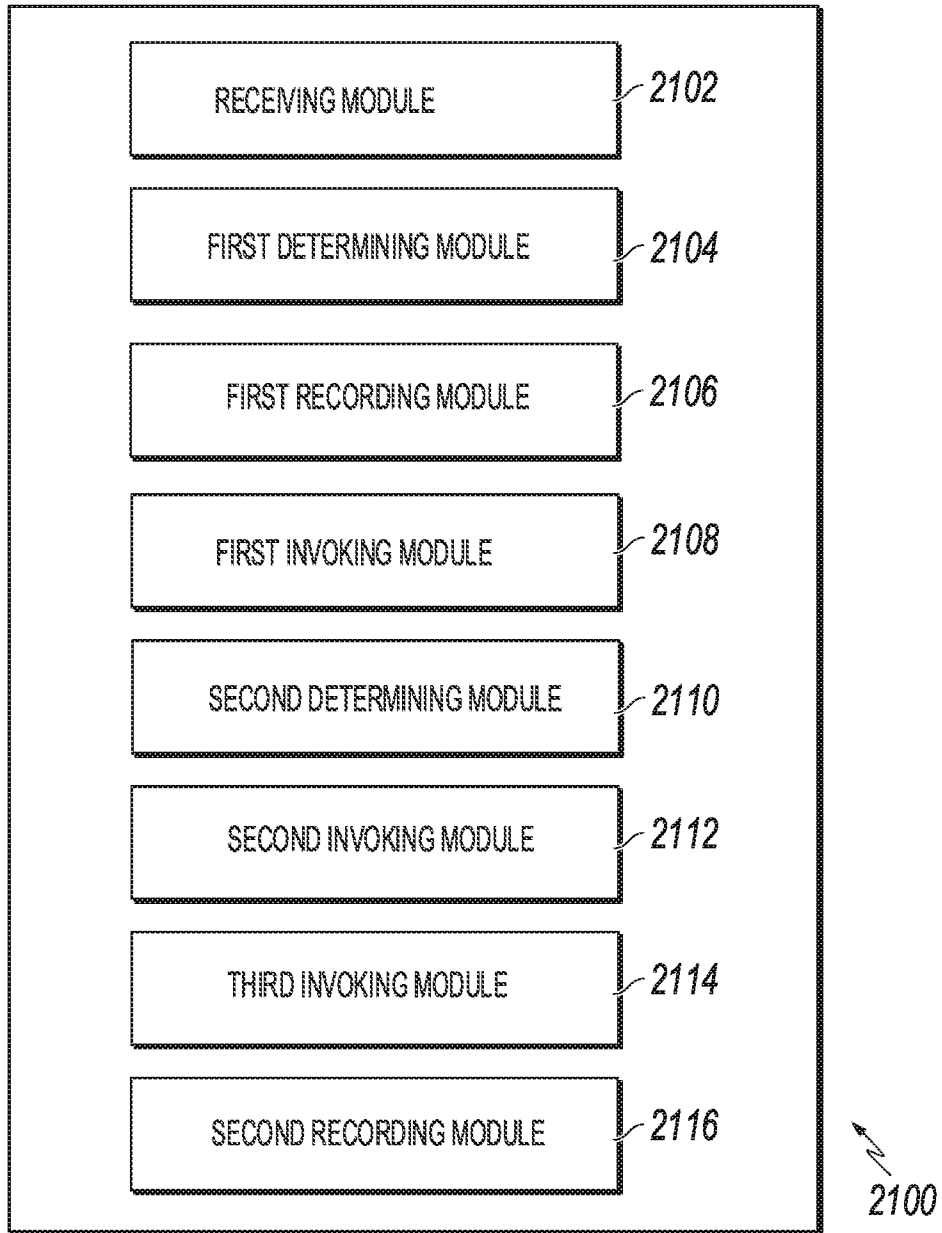 RECEIVING MODULE 2102
FIRST DETERMINING MODULE 2104
FIRST RECORDING MODULE 2106
FIRST INVOKING MODULE 2108
SECOND DETERMINING MODULE 2110
SECOND INVOKING MODULE 2112
THIRD INVOKING MODULE 2114
SECOND RECORDING MODULE 2116
2100